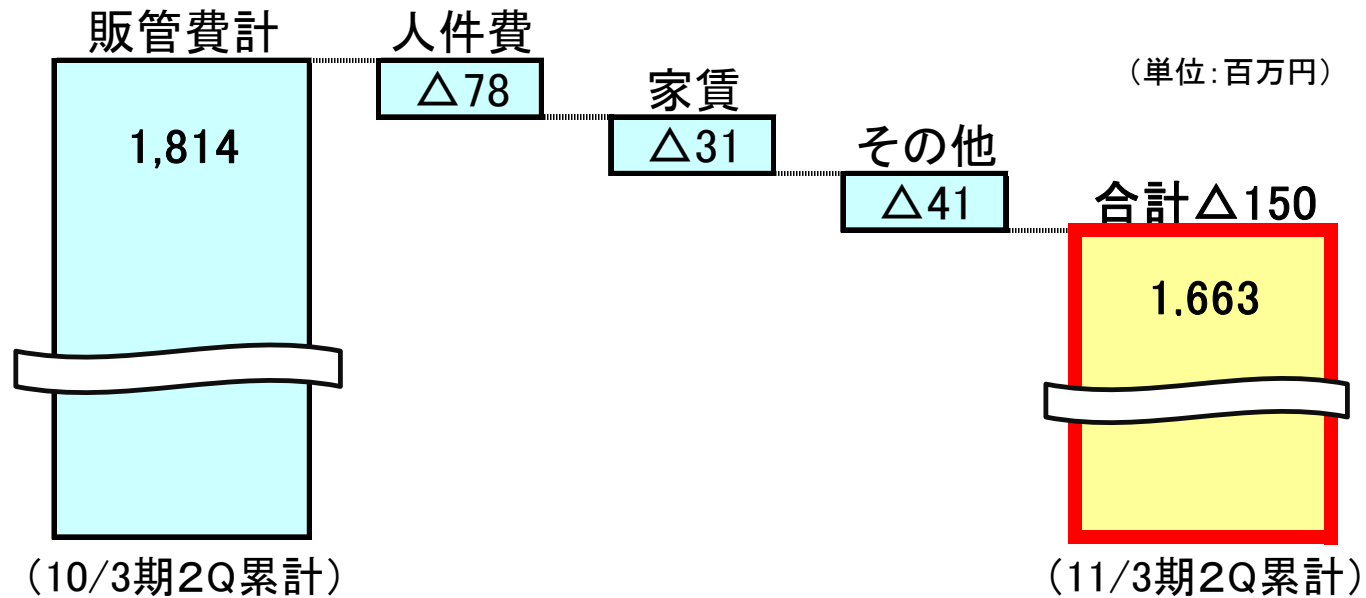 販管費計
1,814
(10/3期2Q累計)
人件費
△78
家賃
△31
その他
△41
(単位:百万円)
合計△150
1.663
(11/3期2Q累計)